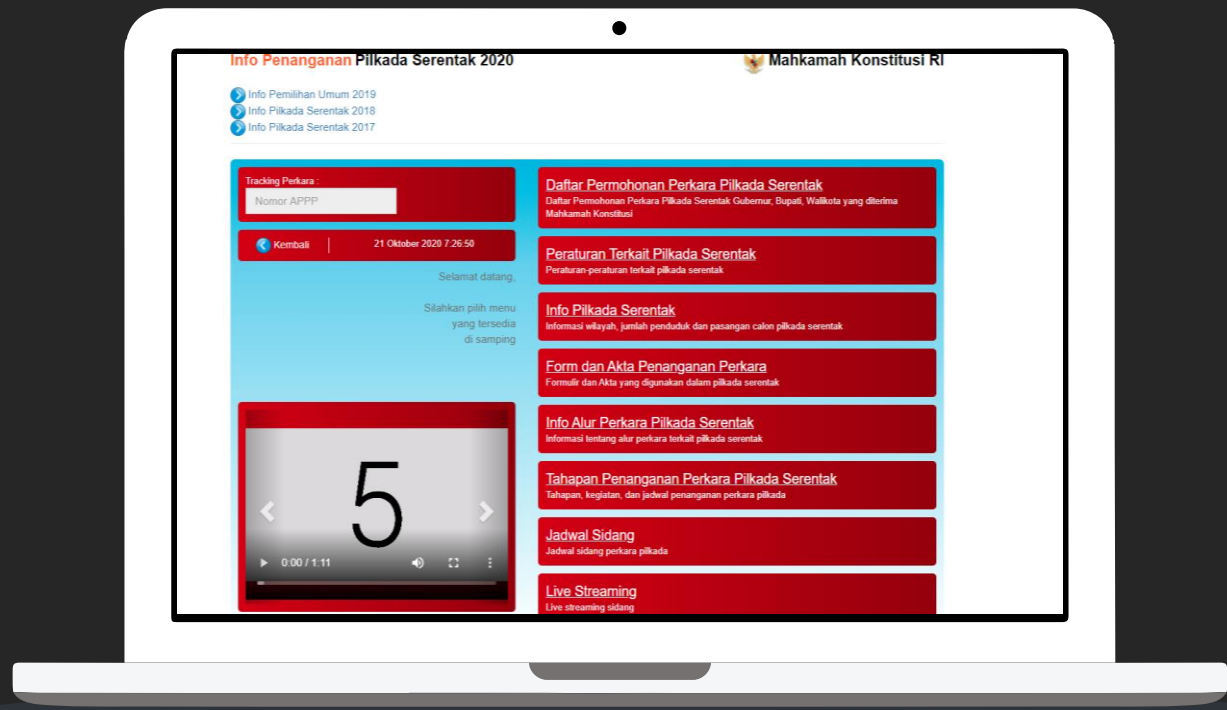 Info Penanganan Pilkada Serentak 2020
Mahkamah Konstitusi RI
Info Pemilihan Umum 2019
Info Pilkada Serentak 2018
Info Pilkada Serentak 2017
Tracking Perkara :
Nomor APPP
Kembali
21 Oktober 2020 7:26:50
Selamat datang,
Silahkan pilih menu
yang tersedia
di samping
5
0:00 / 1:11
Daftar Permohonan Perkara Pilkada Serentak
Daftar Permohonan Perkara Pilkada Serentak Gubernur, Bupati, Walikota yang diterima
Mahkamah Konstitusi
Peraturan Terkait Pilkada Serentak
Peraturan-peraturan terkait pilkada serentak
Info Pilkada Serentak
Informasi wilayah, jumlah penduduk dan pasangan calon pilkada serentak
Form dan Akta Penanganan Perkara
Formulir dan Akta yang digunakan dalam pilkada serentak
Info Alur Perkara Pilkada Serentak
Informasi tentang alur perkara terkait pilkada serentak
Tahapan Penanganan Perkara Pilkada Serentak
Tahapan, kegiatan, dan jadwal penanganan perkara pilkada
Jadwal Sidang
Jadwal sidang perkara pilkada
Live Streaming
Live streaming sidang